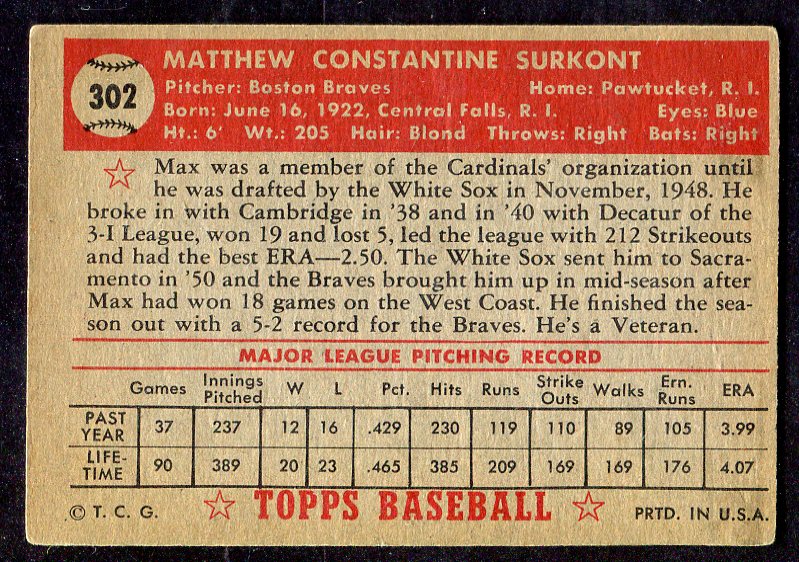 302
MATTHEW CONSTANTINE SURKONT
Pitcher: Boston Braves Home: Pawtucket, R. I.
Born: June 16, 1922, Central Falls, R. I. Eyes: Blue
Ht.: 6' Wt.: 205 Hair: Blond Throws: Right Bats: Right
Max was a member of the Cardinals' organization until
he was drafted by the White Sox in November, 1948. He
broke in with Cambridge in '38 and in '40 with Decatur of the
3-I League, won 19 and lost 5, led the league with 212 Strikeouts
and had the best ERA—2.50. The White Sox sent him to Sacra-
mento in '50 and the Braves brought him up in mid-season after
Max had won 18 games on the West Coast. He finished the sea-
son out with a 5-2 record for the Braves. He's a Veteran.
MAJOR LEAGUE PITCHING RECORD
Games Innings Pitched W L Pct. Hits Runs Strike Outs Walks Ern. Runs ERA
PAST YEAR 37 237 12 16 .429 230 119 110 89 105 3.99
LIFE-TIME 90 389 20 23 .465 385 209 169 169 176 4.07
© T. C. G. TOPPS BASEBALL PRTD. IN U.S.A.